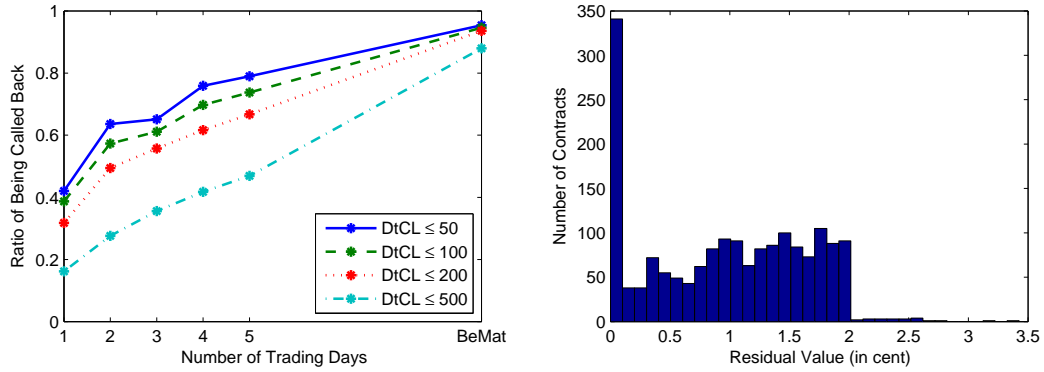 1
0.8
0.6
0.4
0.2
0
Ratio of Being Called Back
1 2 3 4 5 BeMat
Number of Trading Days
DtCL ≤ 50
DtCL ≤ 100
DtCL ≤ 200
DtCL ≤ 500
350
300
250
200
150
100
50
0
Number of Contracts
0 0.5 1 1.5 2 2.5 3 3.5
Residual Value (in cent)